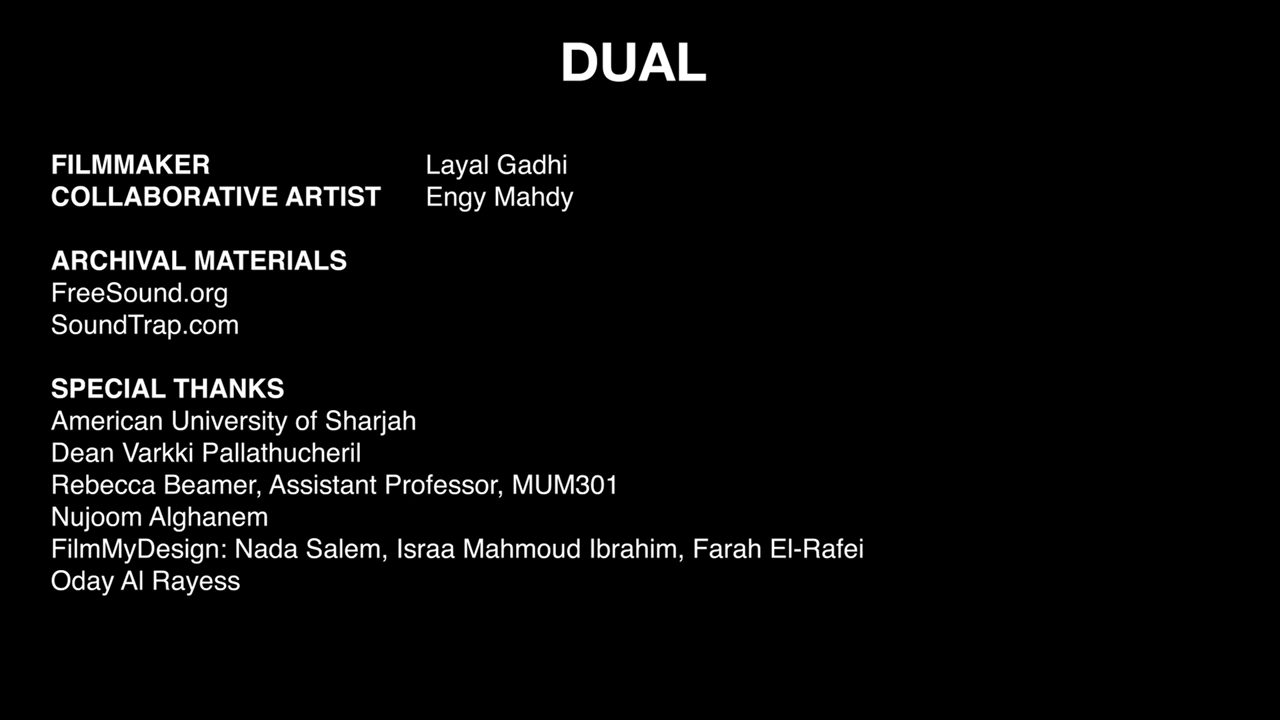 DUAL
FILMMAKER Layal Gadhi
COLLABORATIVE ARTIST Engy Mahdy
ARCHIVAL MATERIALS
FreeSound.org
SoundTrap.com
SPECIAL THANKS
American University of Sharjah
Dean Varkki Pallathucheril
Rebecca Beamer, Assistant Professor, MUM301
Nujoom Alghanem
FilmMyDesign: Nada Salem, Israa Mahmoud Ibrahim, Farah El-Rafei
Oday Al Rayess